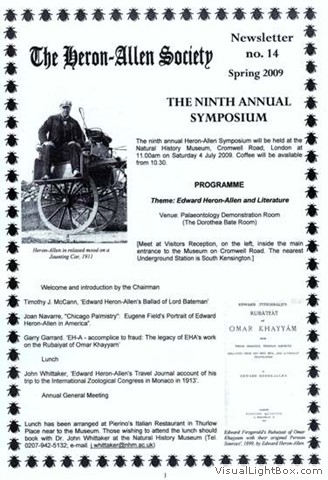 The Heron-Allen Society
Newsletter
no. 14
Spring 2009
THE NINTH ANNUAL
SYMPOSIUM
The ninth annual Heron-Allen Symposium will be held at the
Natural History Museum, Cromwell Road, London at
11.00am on Saturday 4 July 2009. Coffee will be available
from 10.30.
PROGRAMME
Theme: Edward Heron-Allen and Literature
Venue: Palaeontology Demonstration Room
(The Dorothea Bate Room)
[Meet at Visitors Reception, on the left, inside the main
entrance to the Museum on Cromwell Road. The nearest
Underground Station is South Kensington.]
Heron-Allen in relaxed mood on a
Jaunting Car, 1911
Welcome and introduction by the Chairman
Timothy J. McCann, 'Edward Heron-Allen's Ballad of Lord Bateman'
Joan Navarre, "Chicago Palmistry": Eugene Field's Portrait of Edward
Heron-Allen in America".
Garry Garrard. 'EH-A - accomplice to fraud: The legacy of EHA's work
on the Rubaiyat of Omar Khayyam'
Lunch
John Whittaker, 'Edward Heron-Allen's Travel Journal account of his
trip to the International Zoological Congress in Monaco in 1913'.
Annual General Meeting
Lunch has been arranged at Pierino's Italian Restaurant in Thurloe
Place near to the Museum. Those wishing to attend the lunch should
book with Dr. John Whittaker at the Natural History Museum (Tel.
0207-942-5132; e-mail: j.whittaker@nhm.ac.uk)
EDWARD FITZGERALD'S
RUBAIYAT
OF
OMAR KHAYYAM
EDWARD HERON-ALLEN
Edward Fitzgerald's Rubaiyat of Omar
Khayyam with their original Persian
Sources', 1899, by Edward Heron-Allen.
1
VisualLightBox.com